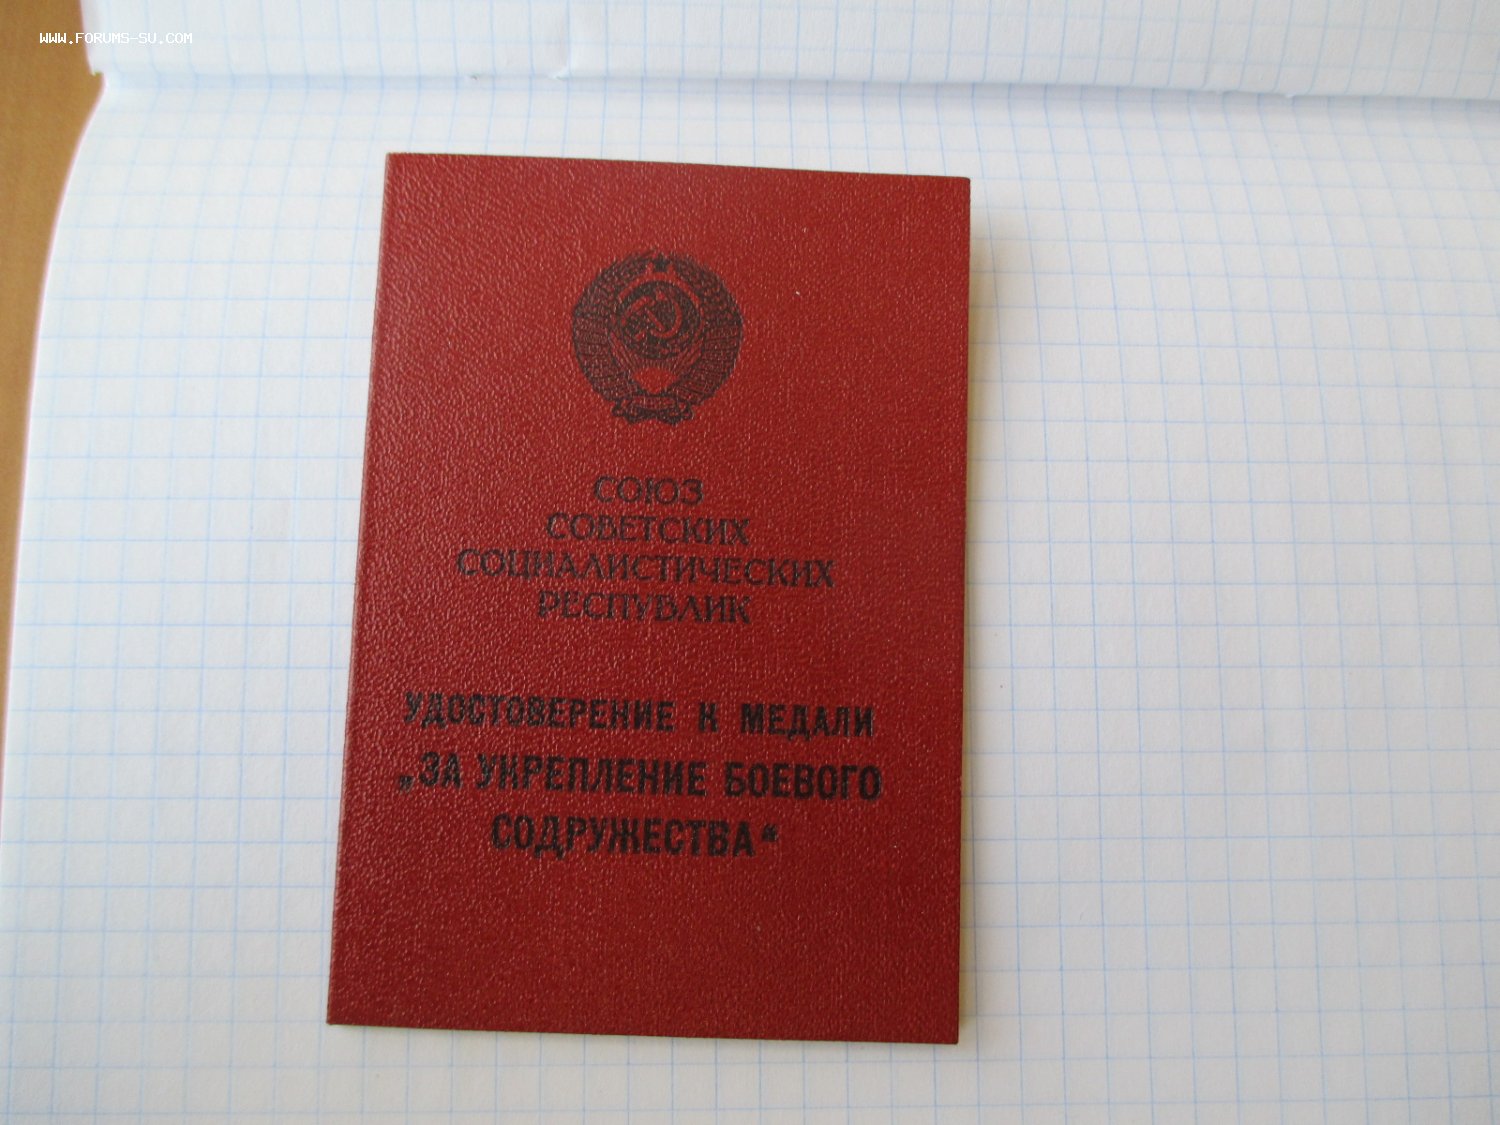 WWW.FORUMS-SU.COM
СОЮЗ
СОВЕТСКИХ
СОЦИАЛИСТИЧЕСКИХ
РЕСПУБЛИК
УДОСТОВЕРЕНИЕ К МЕДАЛИ
„ЗА УКРЕПЛЕНИЕ БОЕВОГО
СОДРУЖЕСТВА“